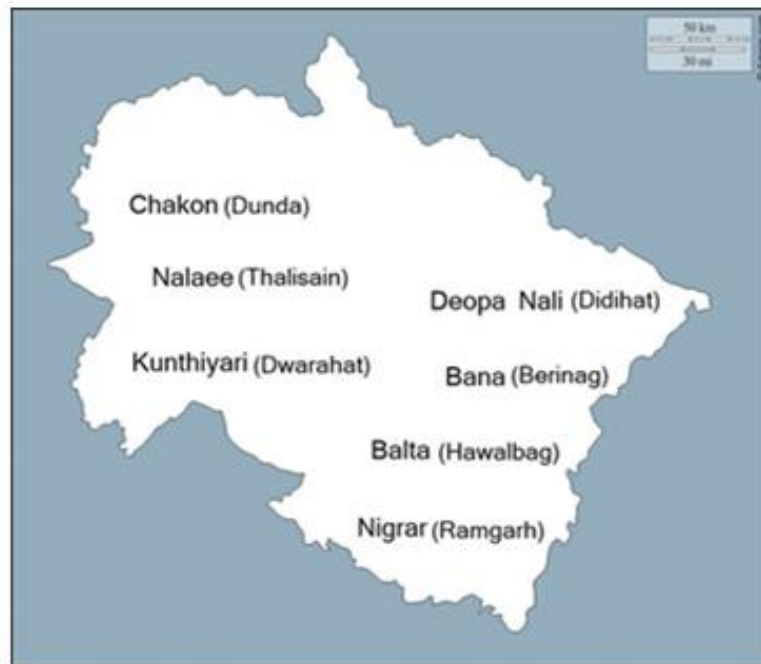 50 km
30 mi
Chakon (Dunda)
Nalaee (Thalisain)
Deopa Nali (Didihat)
Kunthiyari (Dwarahat)
Bana (Berinag)
Balta (Hawalbag)
Nigrar (Ramgarh)